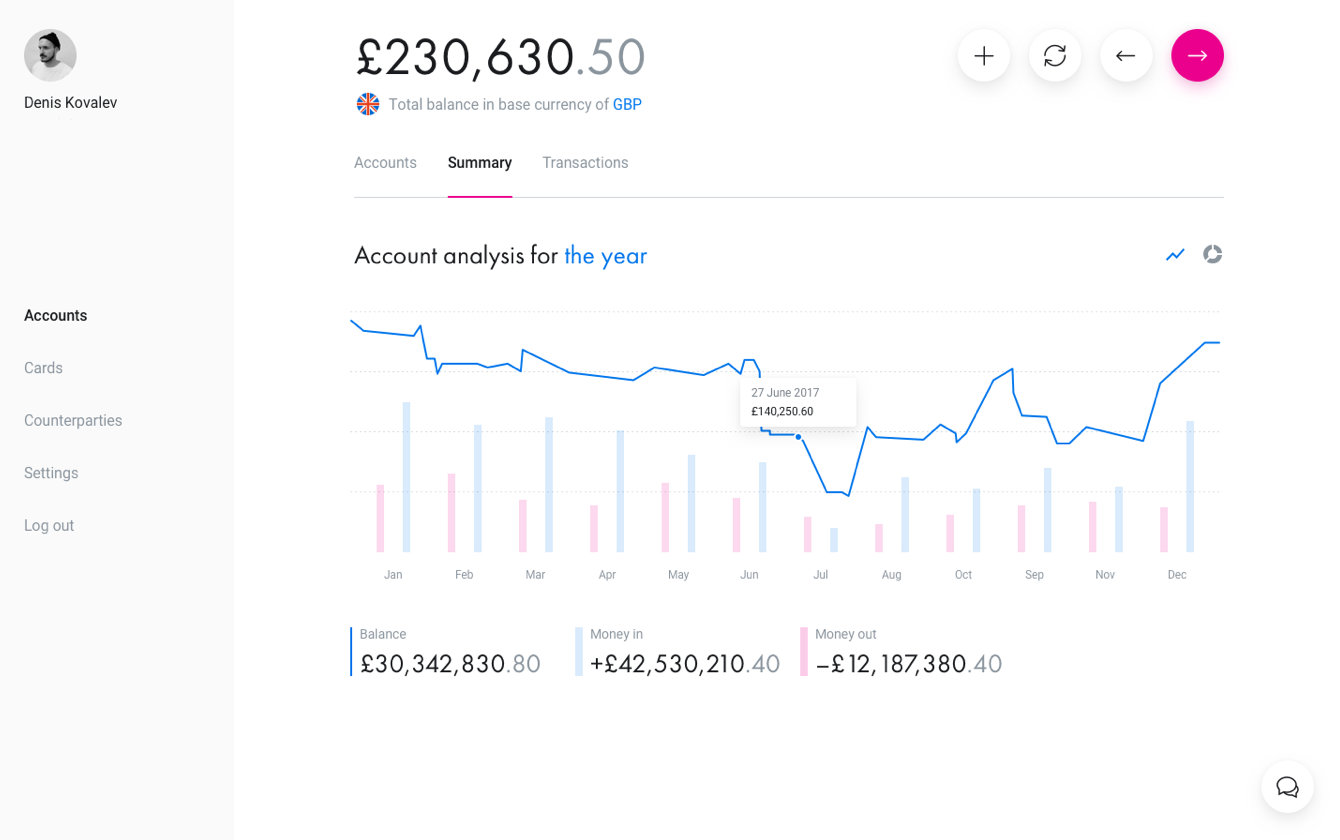 Denis Kovalev
Accounts
Cards
Counterparties
Settings
Log out
£230,630.50
Total balance in base currency of GBP
Accounts Summary Transactions
Account analysis for the year
27 June 2017
£140,250.60
Jan Feb Mar Apr May Jun Jul Aug Oct Sep Nov Dec
Balance Money in Money out
£30,342,830.80 +£42,530,210.40 –£12,187,380.40